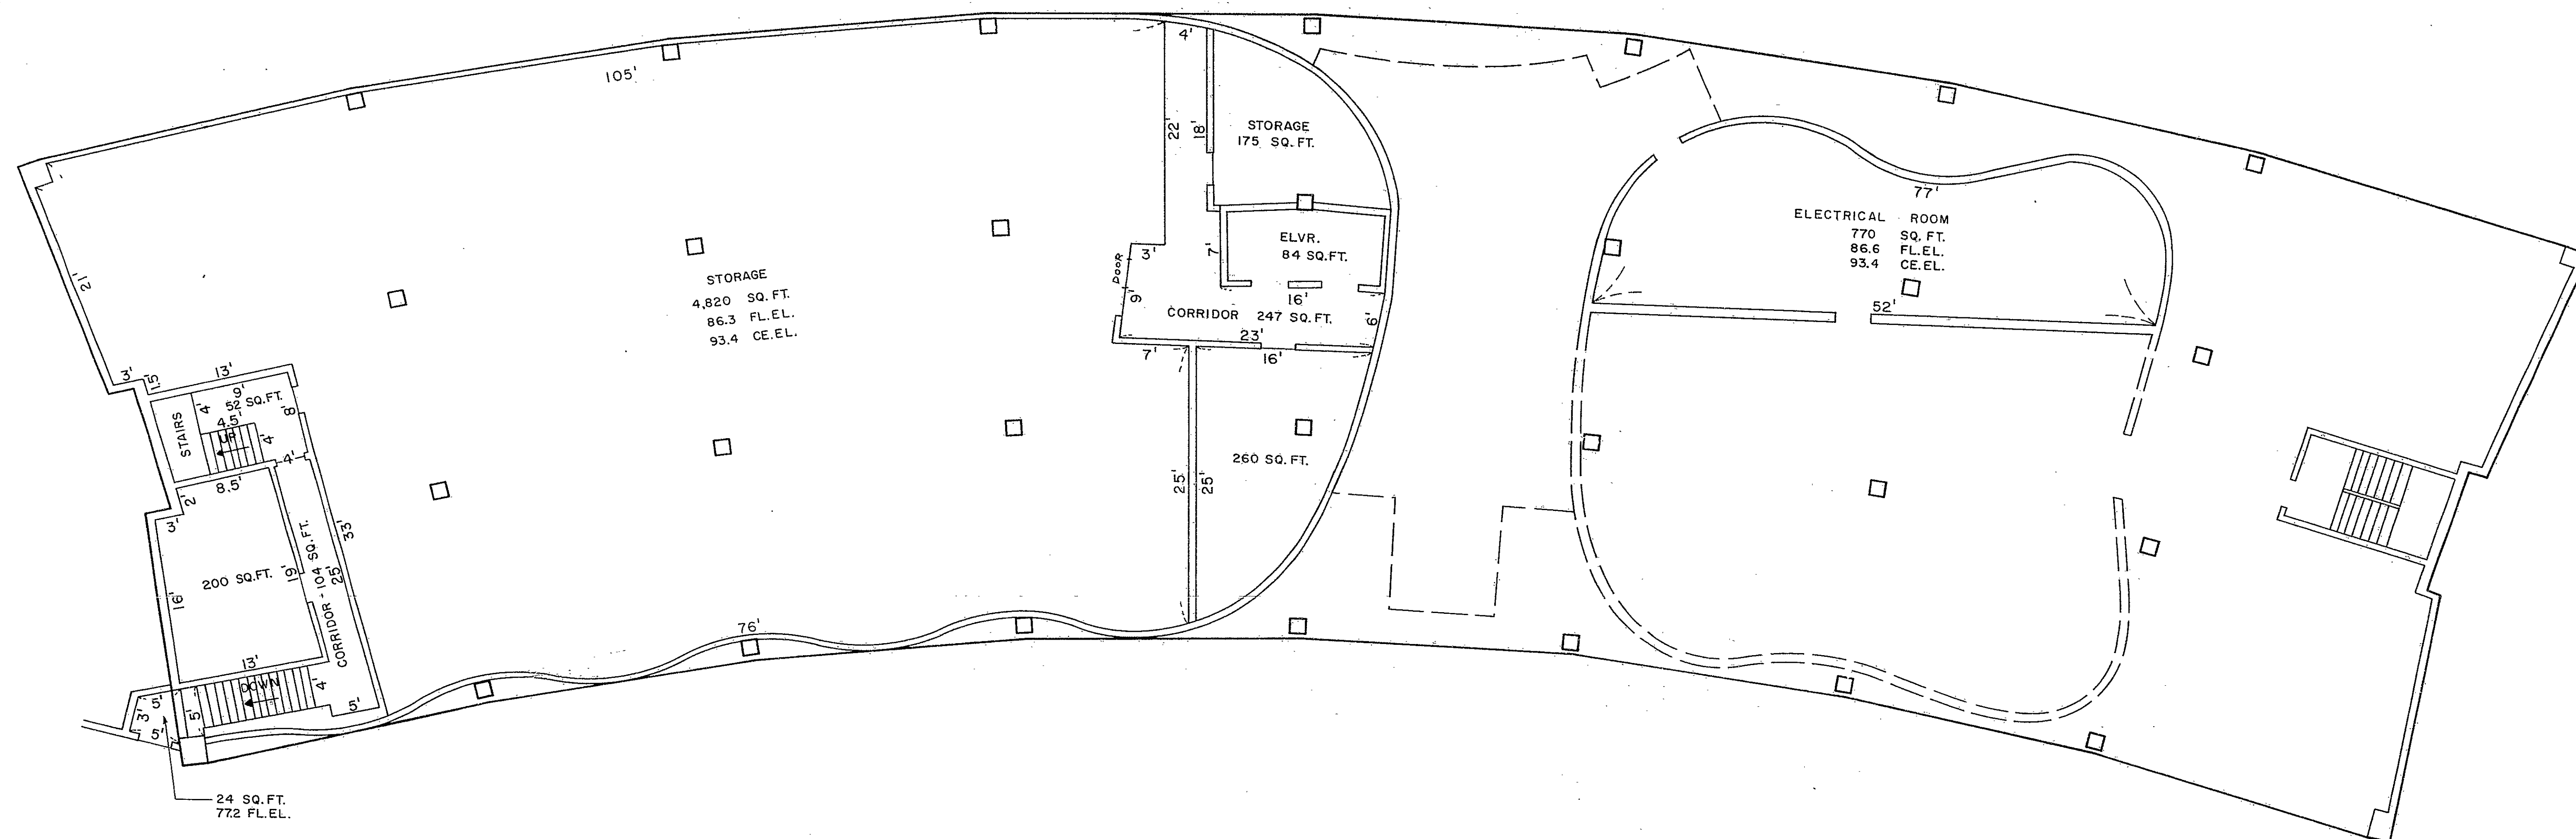 105'
4'
22'
18'
STORAGE
175 SQ. FT.
77'
ELECTRICAL ROOM
770 SQ. FT.
86.6 FL.EL.
93.4 CE.EL.
52'
21'
STORAGE
4,820 SQ. FT.
86.3 FL.EL.
93.4 CE.EL.
DOOR
3'
7'
ELVR.
84 SQ.FT.
9'
16'
CORRIDOR 247 SQ. FT.
6'
23'
7'
16'
3'
1.5'
13'
STAIRS
9'
4'
52 SQ.FT.
8'
4.5'
UP
4'
4'
8.5'
2'
3'
25'
25'
260 SQ. FT.
33'
200 SQ.FT.
19'
CORRIDOR - 104 SQ. FT.
25'
16'
76'
13'
DOWN
4'
5'
5'
3'
5'
5'
24 SQ. FT.
77.2 FL.EL.